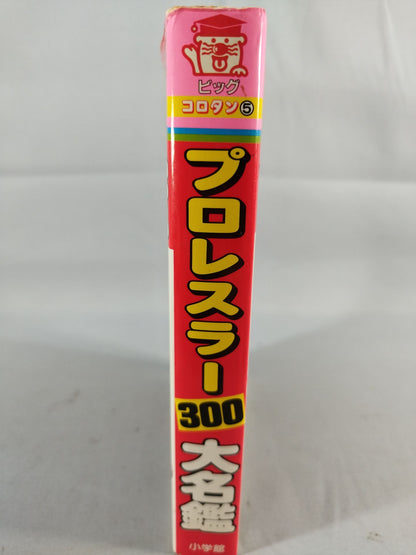 ビッグ
コロタン⑤
プロレスラー
300
大名鑑
小学館